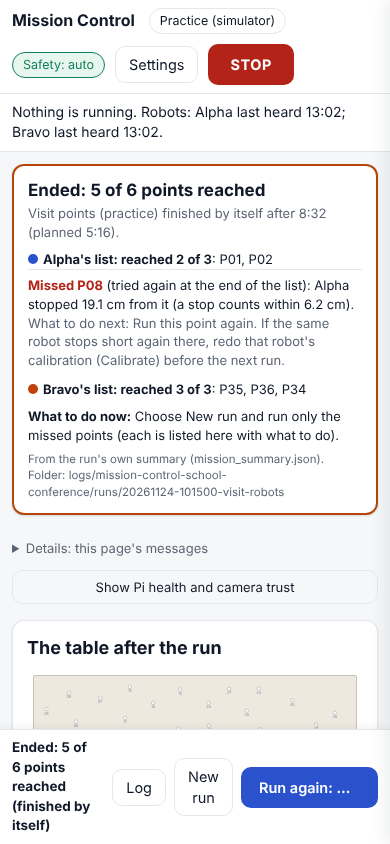 Mission Control
Practice (simulator)
Safety: auto
Settings
STOP
Nothing is running. Robots: Alpha last heard 13:02;
Bravo last heard 13:02.
Ended: 5 of 6 points reached
Visit points (practice) finished by itself after 8:32
(planned 5:16).
Alpha's list: reached 2 of 3: P01, P02
Missed P08 (tried again at the end of the list): Alpha
stopped 19.1 cm from it (a stop counts within 6.2 cm).
What to do next: Run this point again. If the same
robot stops short again there, redo that robot's
calibration (Calibrate) before the next run.
Bravo's list: reached 3 of 3: P35, P36, P34
What to do now: Choose New run and run only the
missed points (each is listed here with what to do).
From the run's own summary (mission_summary.json).
Folder: logs/mission-control-school-
conference/runs/20261124-101500-visit-robots
Details: this page's messages
Show Pi health and camera trust
The table after the run
Ended: 5 of
6 points
reached
(finished by
itself)
Log
New
run
Run again: ...